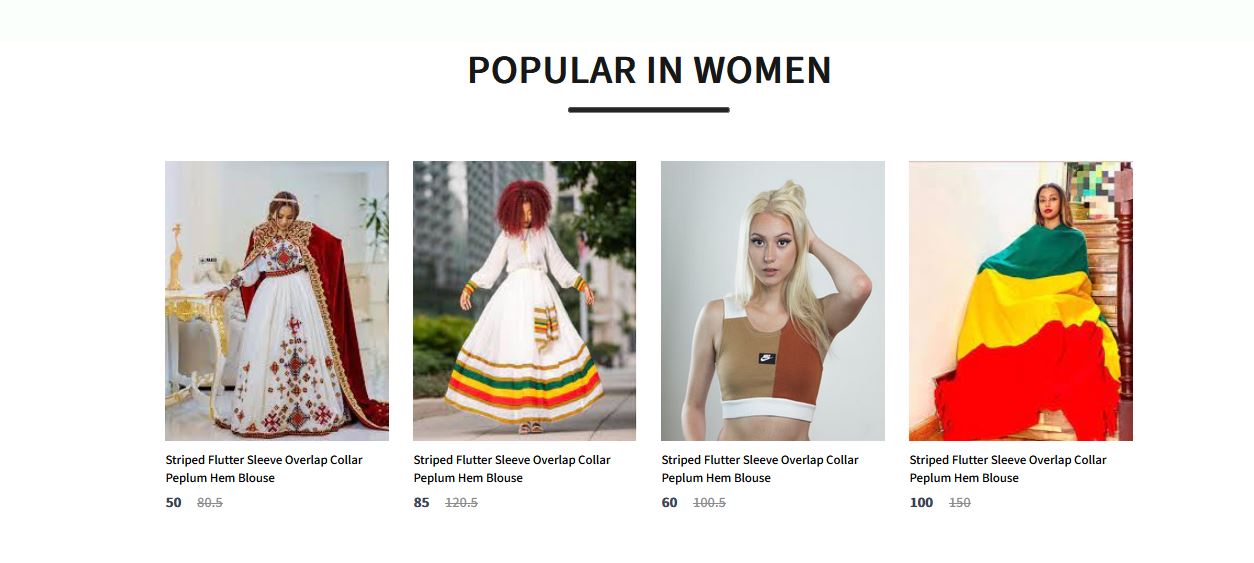 POPULAR IN WOMEN
Striped Flutter Sleeve Overlap Collar
Peplum Hem Blouse
50 80.5
Striped Flutter Sleeve Overlap Collar
Peplum Hem Blouse
85 120.5
Striped Flutter Sleeve Overlap Collar
Peplum Hem Blouse
60 100.5
Striped Flutter Sleeve Overlap Collar
Peplum Hem Blouse
100 150